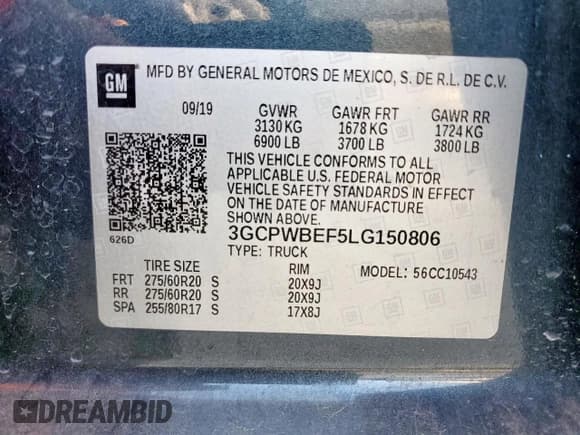 GM
MFD BY GENERAL MOTORS DE MEXICO, S. DE R.L. DE C.V.
09/19 GVWR GAWR FRT GAWR RR
3130 KG 1678 KG 1724 KG
6900 LB 3700 LB 3800 LB
THIS VEHICLE CONFORMS TO ALL
APPLICABLE U.S. FEDERAL MOTOR
VEHICLE SAFETY STANDARDS IN EFFECT
ON THE DATE OF MANUFACTURE
SHOWN ABOVE.
626D 3GCPWBEF5LG150806
TYPE: TRUCK
TIRE SIZE RIM MODEL: 56CC10543
FRT 275/60R20 S 20X9J
RR 275/60R20 S 20X9J
SPA 255/80R17 S 17X8J
DREAMBID